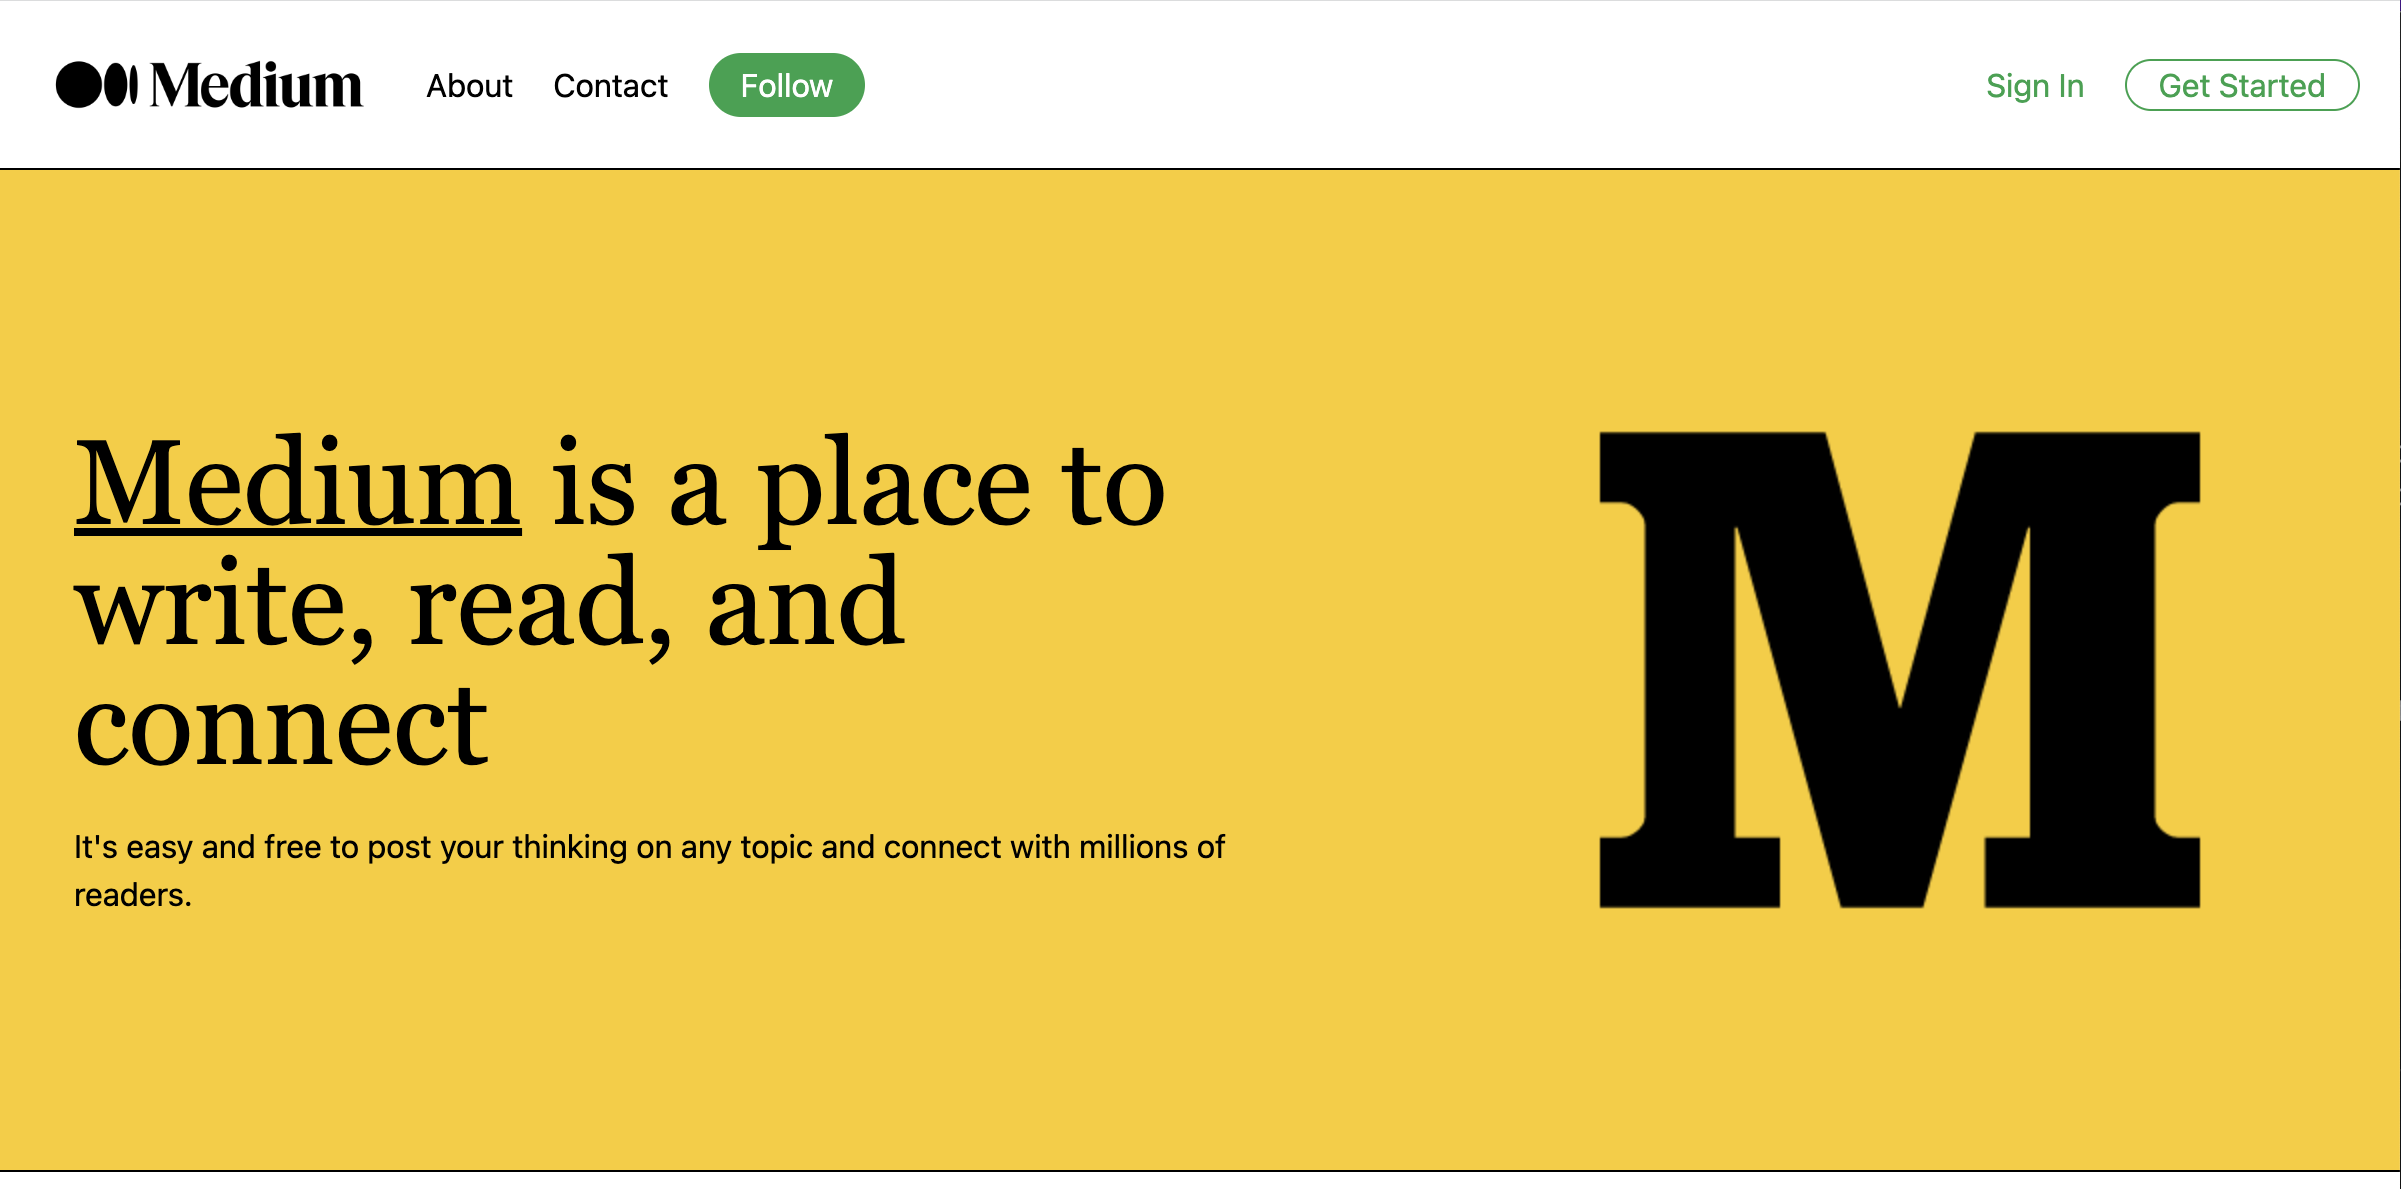 Medium About Contact Follow Sign In Get Started
Medium is a place to
write, read, and
connect
It's easy and free to post your thinking on any topic and connect with millions of
readers.
M